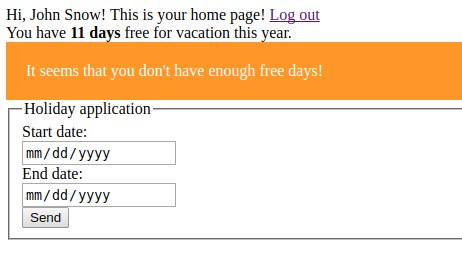 Hi, John Snow! This is your home page! Log out
You have 11 days free for vacation this year.
It seems that you don't have enough free days!
Holiday application
Start date:
mm/dd/yyyy
End date:
mm/dd/yyyy
Send